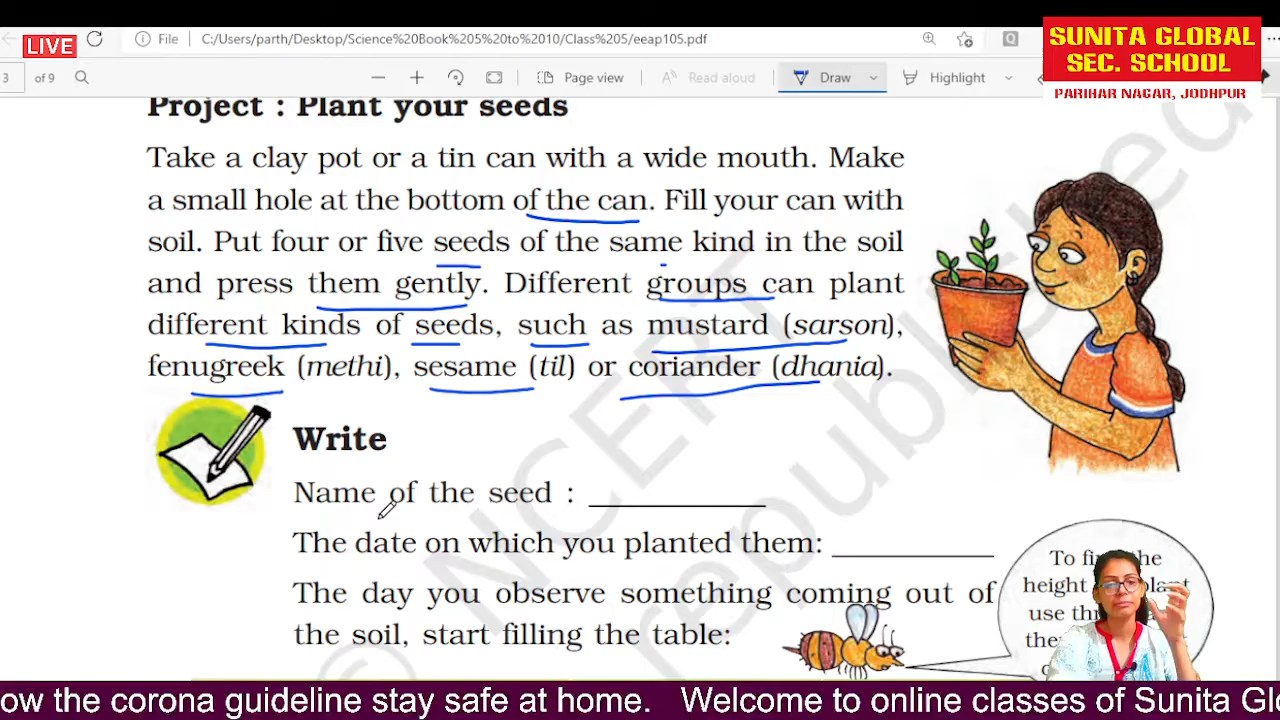 LIVE
File C:/Users/parth/Desktop/Science%20Book%205%20to%2010/Class%205/eeap105.pdf
SUNITA GLOBAL
SEC. SCHOOL
PARIHAR NAGAR, JODHPUR
3 of 9 Page view Read aloud Draw Highlight
Project : Plant your seeds
Take a clay pot or a tin can with a wide mouth. Make
a small hole at the bottom of the can. Fill your can with
soil. Put four or five seeds of the same kind in the soil
and press them gently. Different groups can plant
different kinds of seeds, such as mustard (sarson),
fenugreek (methi), sesame (til) or coriander (dhania).
Write
Name of the seed :
The date on which you planted them:
The day you observe something coming out of
the soil, start filling the table:
To the
height
use
© NCERT
republished
ow the corona guideline stay safe at home. Welcome to online classes of Sunita Gl